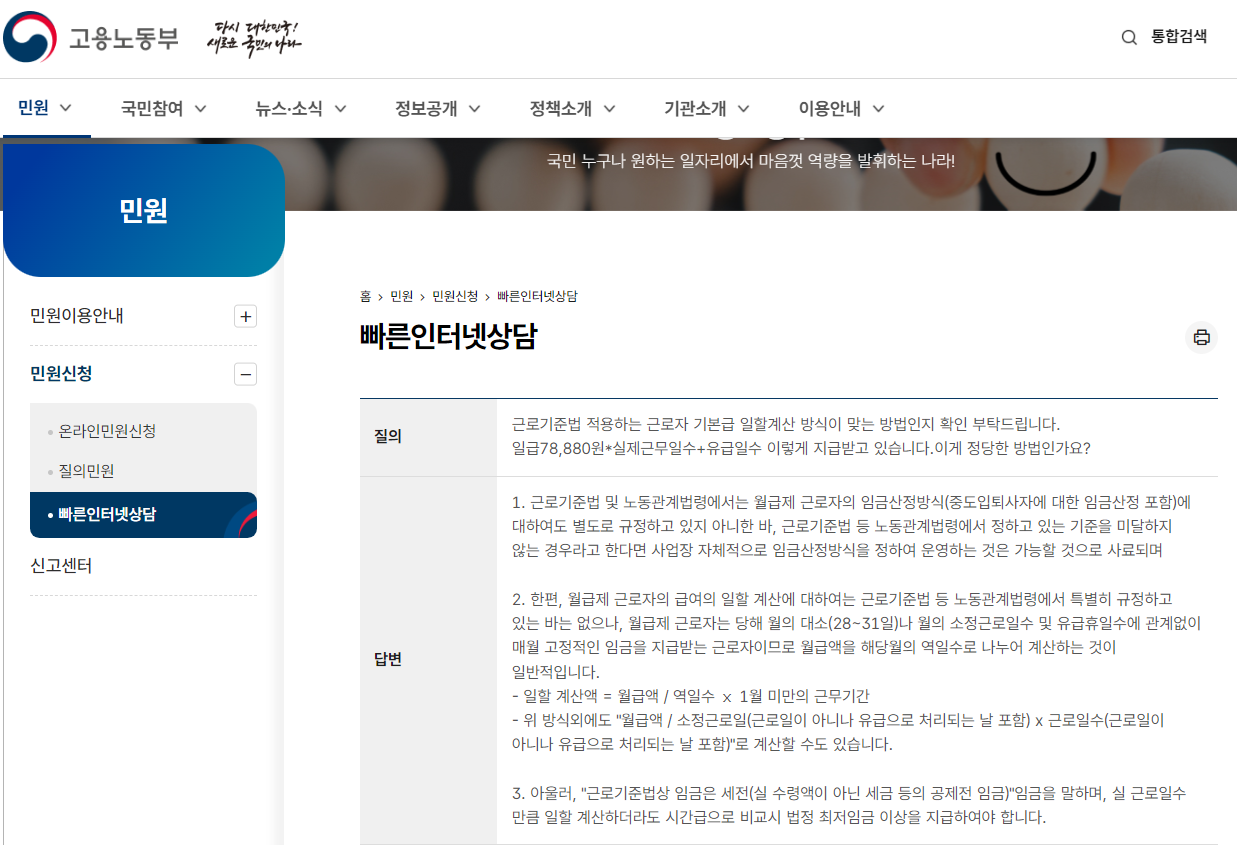 고용노동부
다시 대한민국!
새로운 국민의 나라
통합검색
민원
국민참여
뉴스·소식
정보공개
정책소개
기관소개
이용안내
국민 누구나 원하는 일자리에서 마음껏 역량을 발휘하는 나라!
민원
민원이용안내
민원신청
온라인민원신청
질의민원
빠른인터넷상담
신고센터
홈 > 민원 > 민원신청 > 빠른인터넷상담
빠른인터넷상담
질의
근로기준법 적용하는 근로자 기본급 일할계산 방식이 맞는 방법인지 확인 부탁드립니다.
일급78,880원*실제근무일수+유급일수 이렇게 지급받고 있습니다.이게 정당한 방법인가요?
답변
1. 근로기준법 및 노동관계법령에서는 월급제 근로자의 임금산정방식(중도입퇴사자에 대한 임금산정 포함)에
대하여도 별도로 규정하고 있지 아니한 바, 근로기준법 등 노동관계법령에서 정하고 있는 기준을 미달하지
않는 경우라고 한다면 사업장 자체적으로 임금산정방식을 정하여 운영하는 것은 가능할 것으로 사료되며
2. 한편, 월급제 근로자의 급여의 일할 계산에 대하여는 근로기준법 등 노동관계법령에서 특별히 규정하고
있는 바는 없으나, 월급제 근로자는 당해 월의 대소(28~31일)나 월의 소정근로일수 및 유급휴일수에 관계없이
매월 고정적인 임금을 지급받는 근로자이므로 월급액을 해당월의 역일수로 나누어 계산하는 것이
일반적입니다.
- 일할 계산액 = 월급액 / 역일수 x 1월 미만의 근무기간
- 위 방식외에도 "월급액 / 소정근로일(근로일이 아니나 유급으로 처리되는 날 포함) x 근로일수(근로일이
아니나 유급으로 처리되는 날 포함)"로 계산할 수도 있습니다.
3. 아울러, "근로기준법상 임금은 세전(실 수령액이 아닌 세금 등의 공제전 임금)"임금을 말하며, 실 근로일수
만큼 일할 계산하더라도 시간급으로 비교시 법정 최저임금 이상을 지급하여야 합니다.